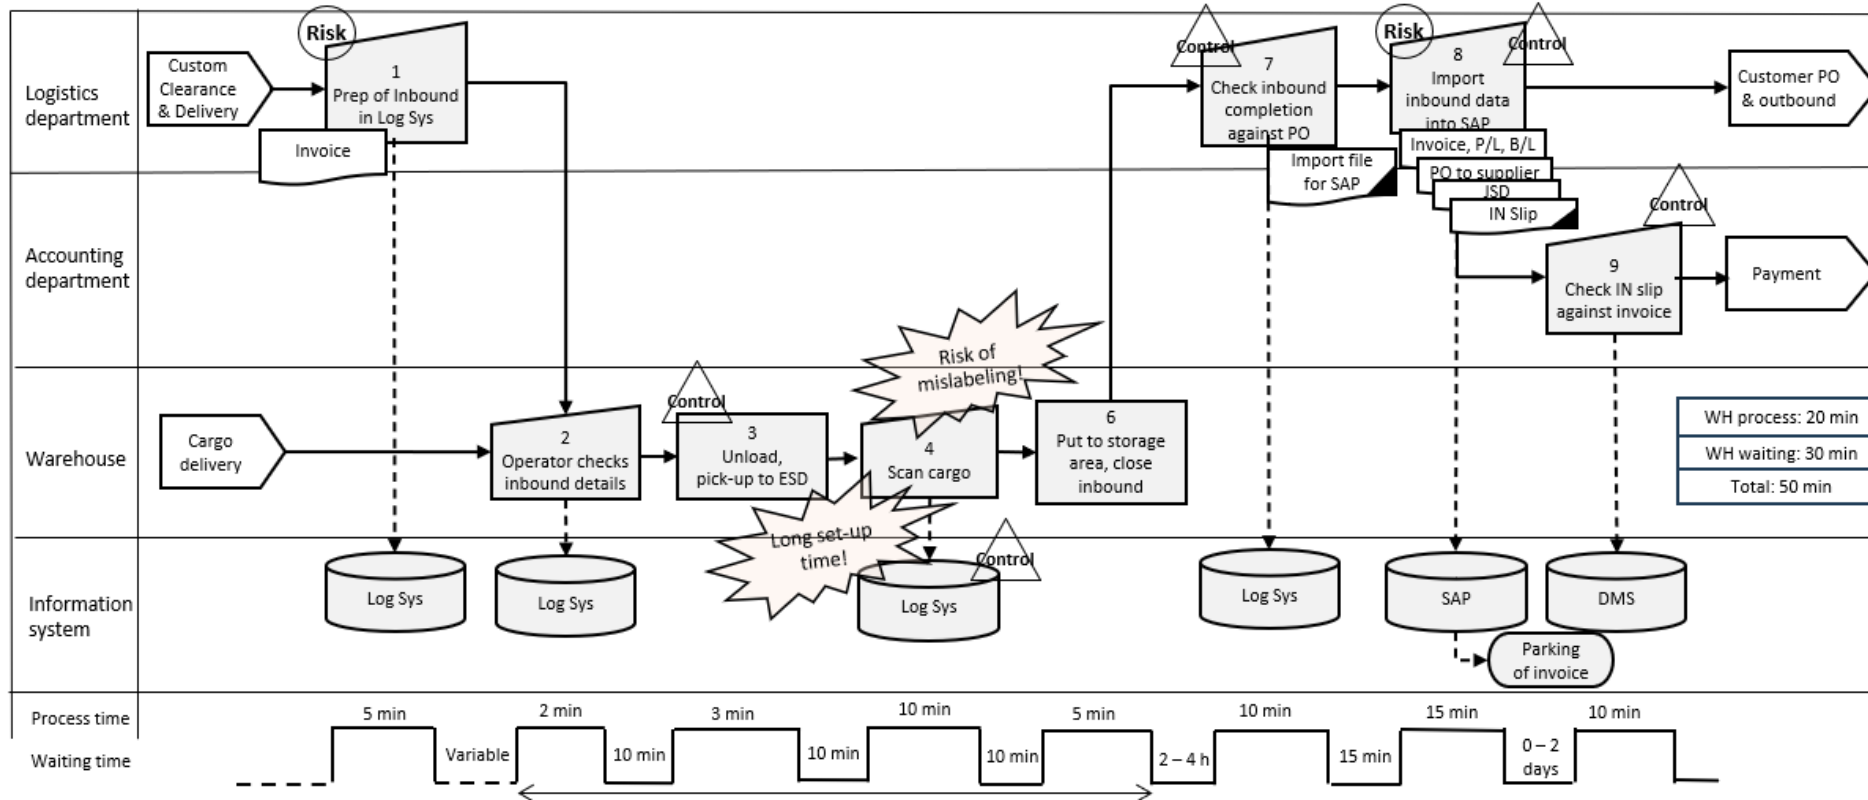 Logistics
department
Custom
Clearance
& Delivery
Risk
1
Prep of Inbound
in Log Sys
Invoice
Control
7
Check inbound
completion
against PO
Import file
for SAP
Risk
8
Import
inbound data
into SAP
Control
Invoice, P/L, B/L
PO to supplier
JSD
IN Slip
Customer PO
& outbound
Accounting
department
Control
9
Check IN slip
against invoice
Payment
Warehouse
Cargo
delivery
2
Operator checks
inbound details
Control
3
Unload,
pick-up to ESD
Risk of
mislabeling!
4
Scan cargo
6
Put to storage
area, close
inbound
WH process: 20 min
WH waiting: 30 min
Total: 50 min
Long set-up
time!
Control
Information
system
Log Sys
Log Sys
Log Sys
Log Sys
SAP
DMS
Parking
of invoice
Process time
5 min
2 min
3 min
10 min
5 min
10 min
15 min
10 min
Waiting time
Variable
10 min
10 min
10 min
2 – 4 h
15 min
0 – 2
days